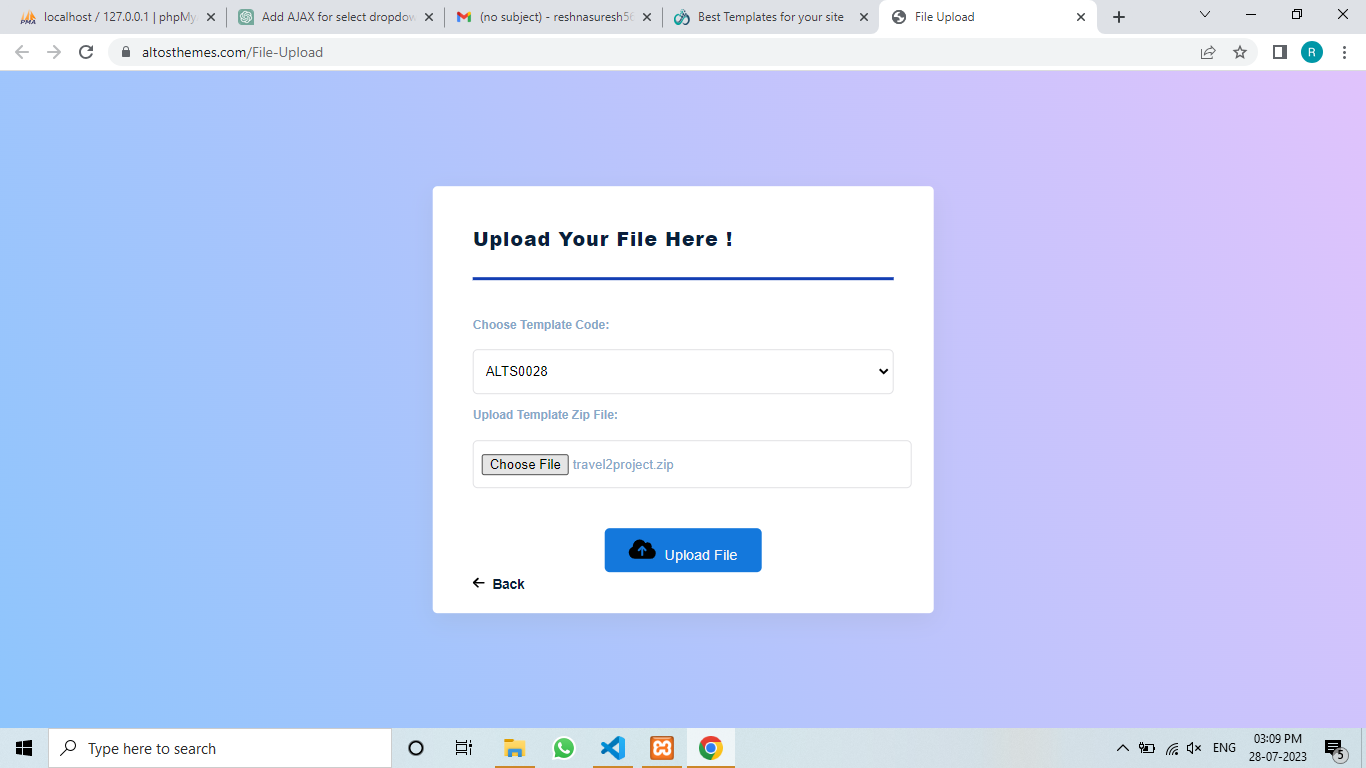 localhost / 127.0.0.1 | phpMy
Add AJAX for select dropdow
(no subject) - reshnasuresh56
Best Templates for your site
File Upload
altosthemes.com/File-Upload
R
Upload Your File Here !
Choose Template Code:
ALTS0028
Upload Template Zip File:
Choose File travel2project.zip
Upload File
Back
Type here to search
ENG
03:09 PM
28-07-2023
5